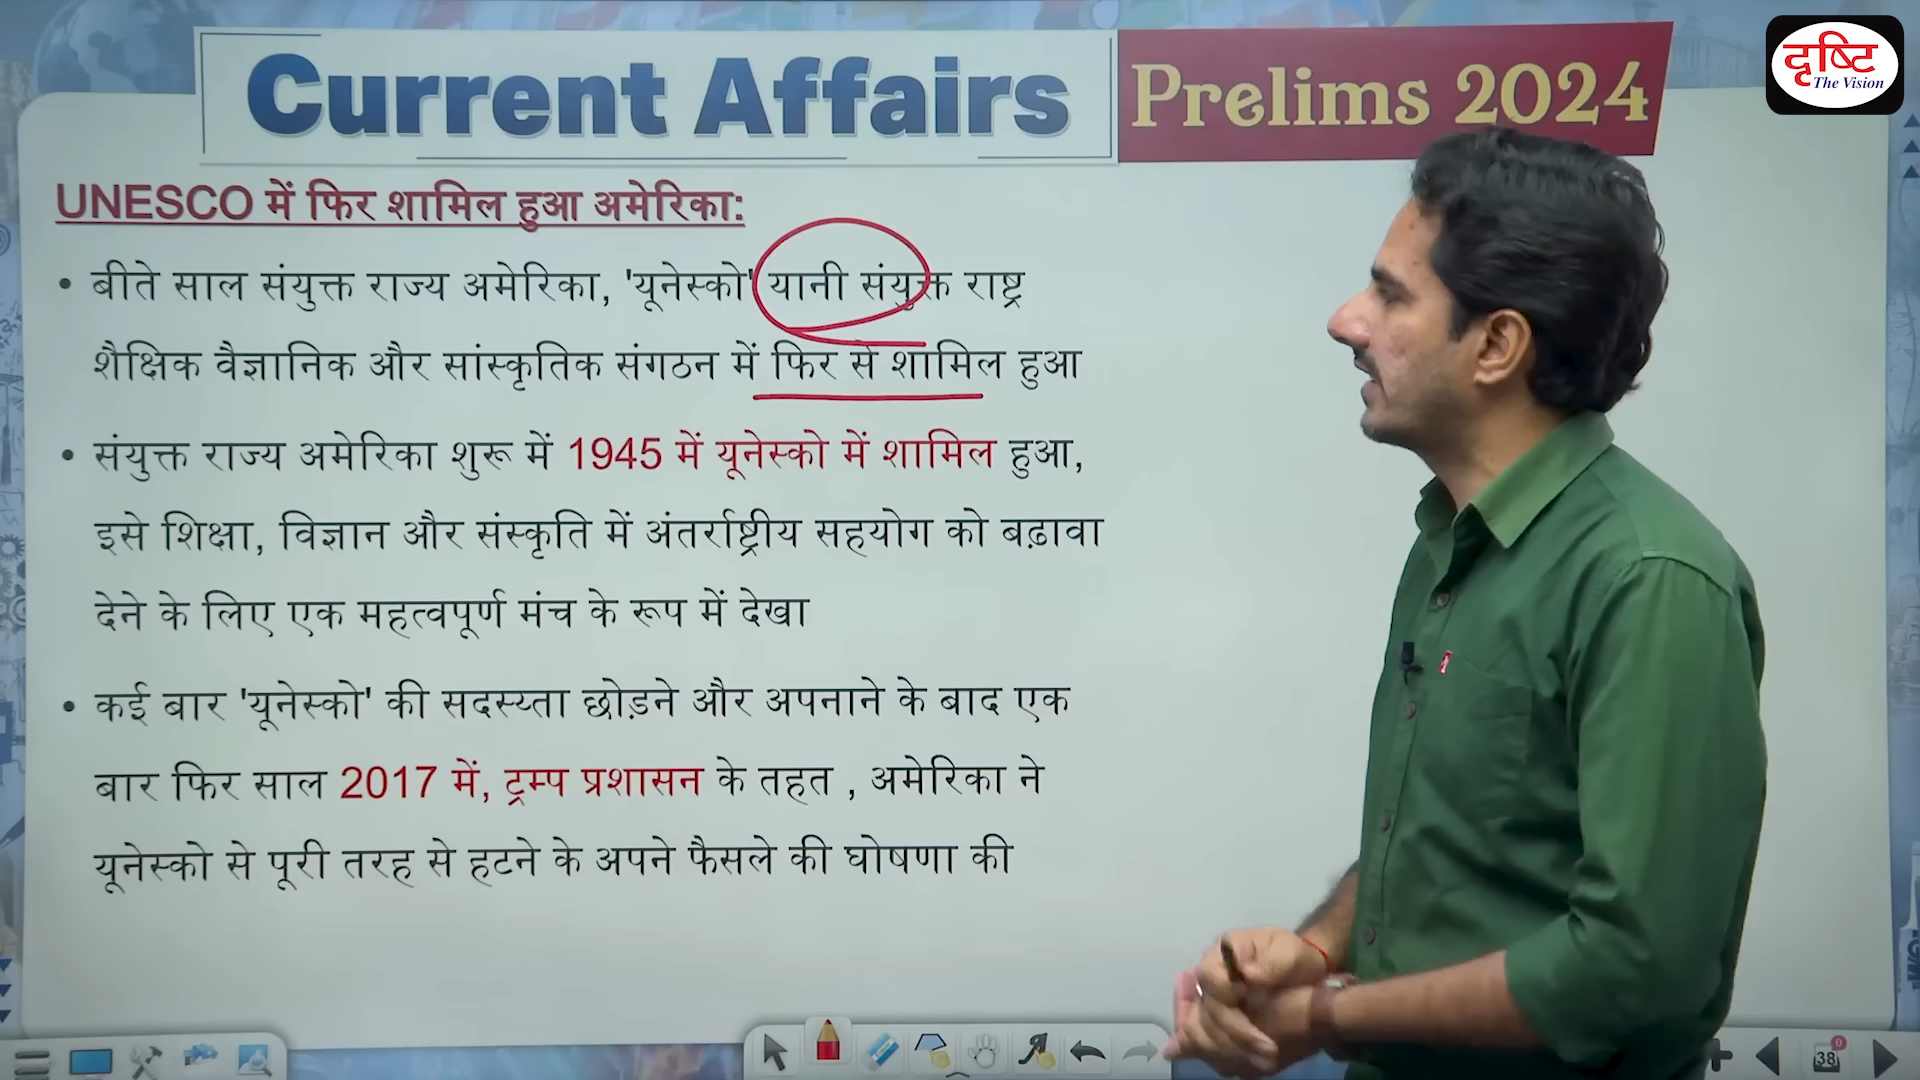 Current Affairs
Prelims 2024
दृष्टि
The Vision
UNESCO में फिर शामिल हुआ अमेरिका:
• बीते साल संयुक्त राज्य अमेरिका, 'यूनेस्को' यानी संयुक्त राष्ट्र
शैक्षिक वैज्ञानिक और सांस्कृतिक संगठन में फिर से शामिल हुआ
• संयुक्त राज्य अमेरिका शुरू में 1945 में यूनेस्को में शामिल हुआ,
इसे शिक्षा, विज्ञान और संस्कृति में अंतर्राष्ट्रीय सहयोग को बढ़ावा
देने के लिए एक महत्वपूर्ण मंच के रूप में देखा
• कई बार 'यूनेस्को' की सदस्य्ता छोड़ने और अपनाने के बाद एक
बार फिर साल 2017 में, ट्रम्प प्रशासन के तहत , अमेरिका ने
यूनेस्को से पूरी तरह से हटने के अपने फैसले की घोषणा की
38
0